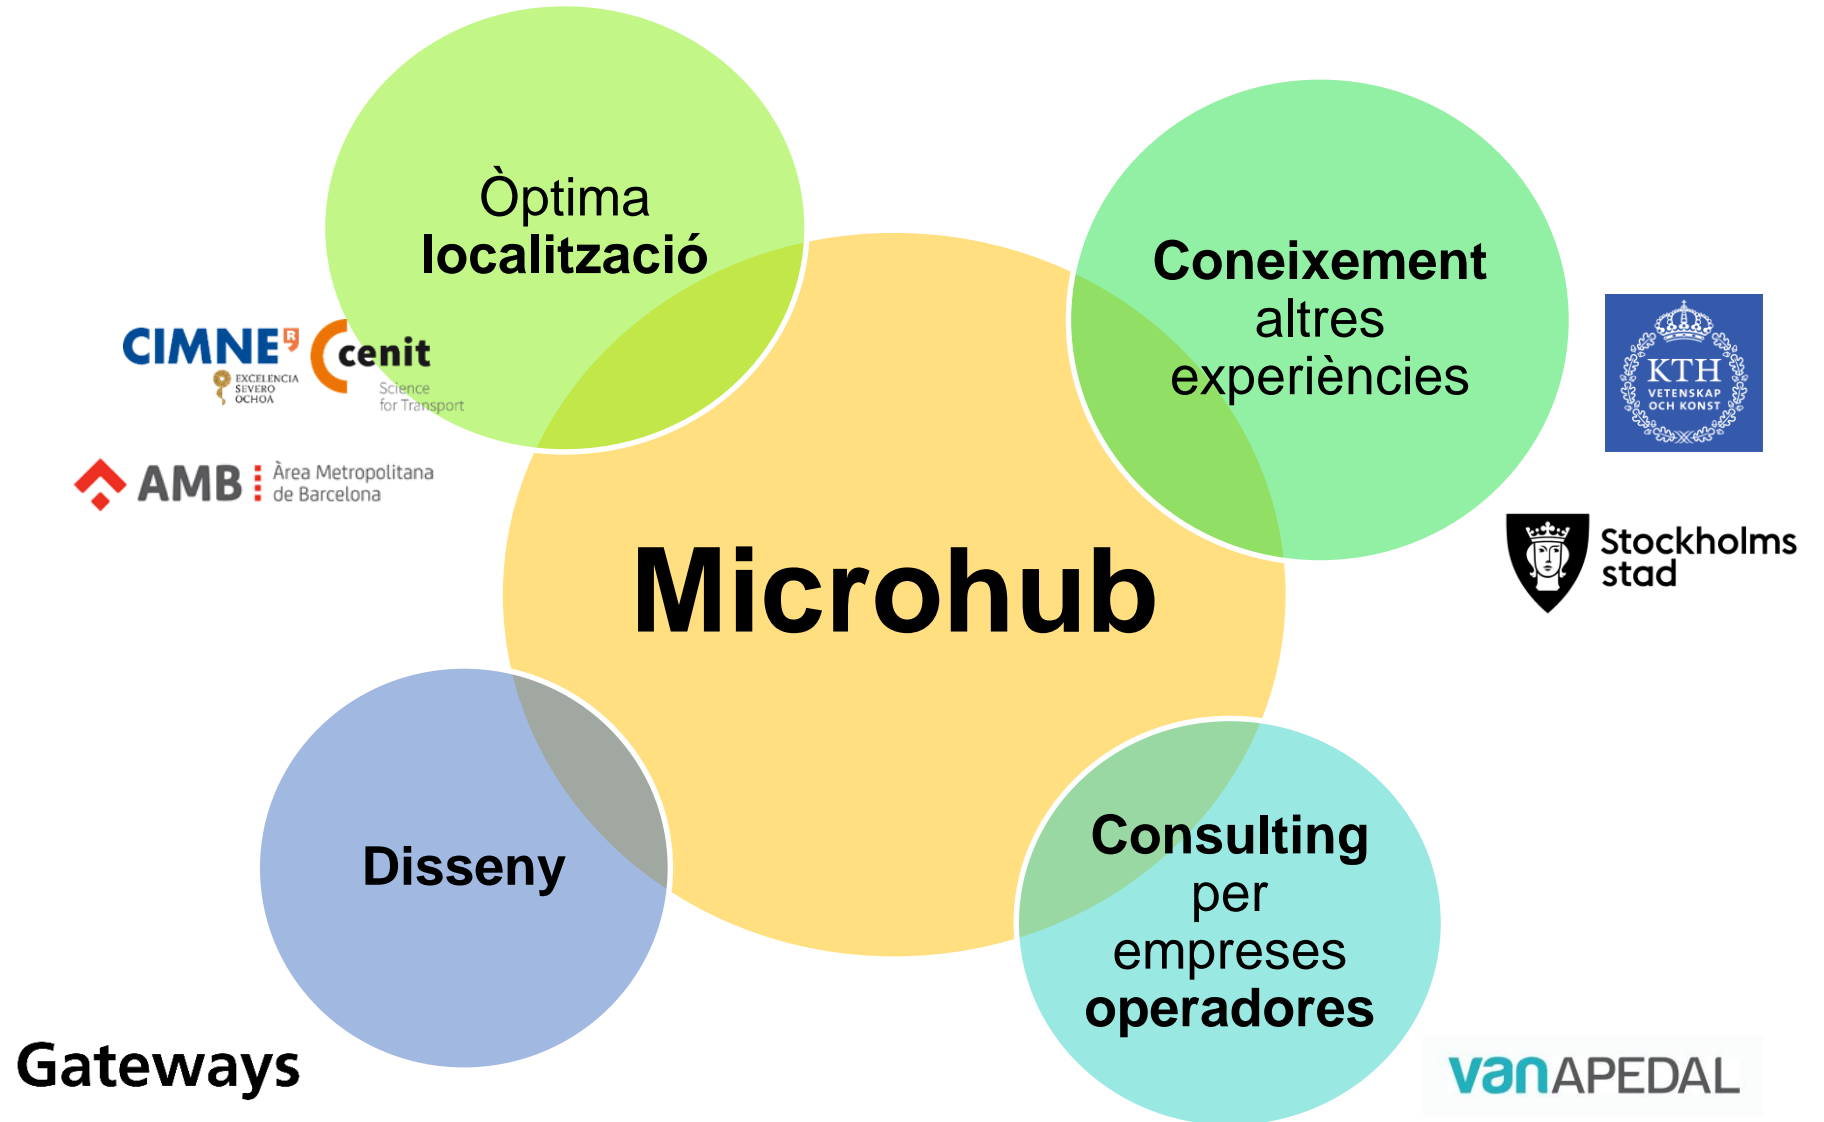 Òptima
localització
CIMNE R
EXCELENCIA
SEVERO
OCHOA
cenit
Science
for Transport
AMB
Àrea Metropolitana
de Barcelona
Coneixement
altres
experiències
KTH
VETENSKAP
OCH KONST
Stockholms
stad
Microhub
Disseny
Gateways
Consulting
per
empreses
operadores
vanAPEDAL